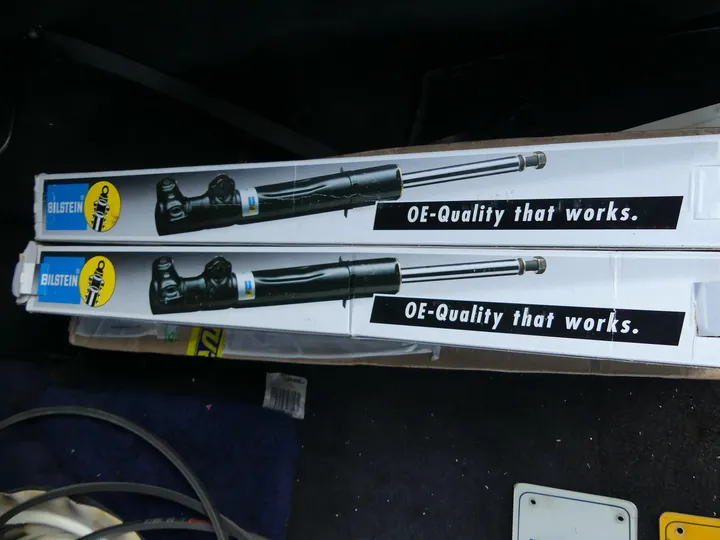 BILSTEIN
OE-Quality that works.
BILSTEIN
OE-Quality that works.